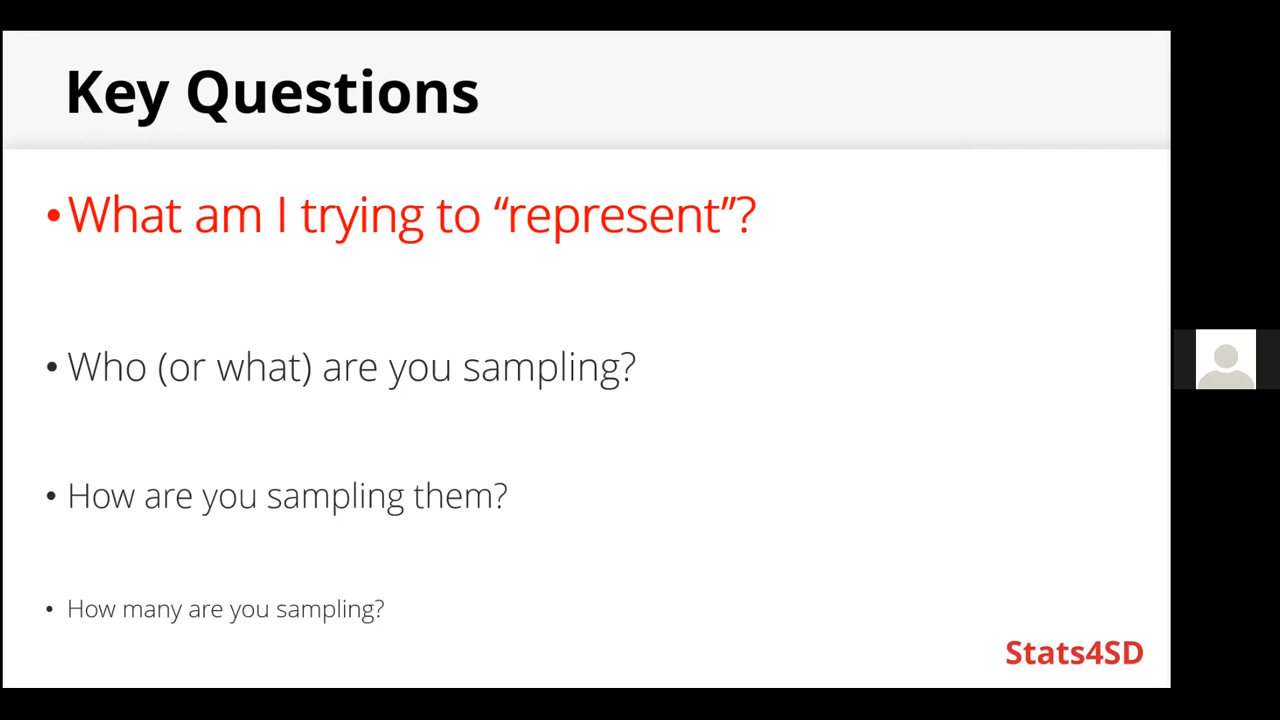 Key Questions
•What am I trying to “represent”?
• Who (or what) are you sampling?
• How are you sampling them?
• How many are you sampling?
Stats4SD